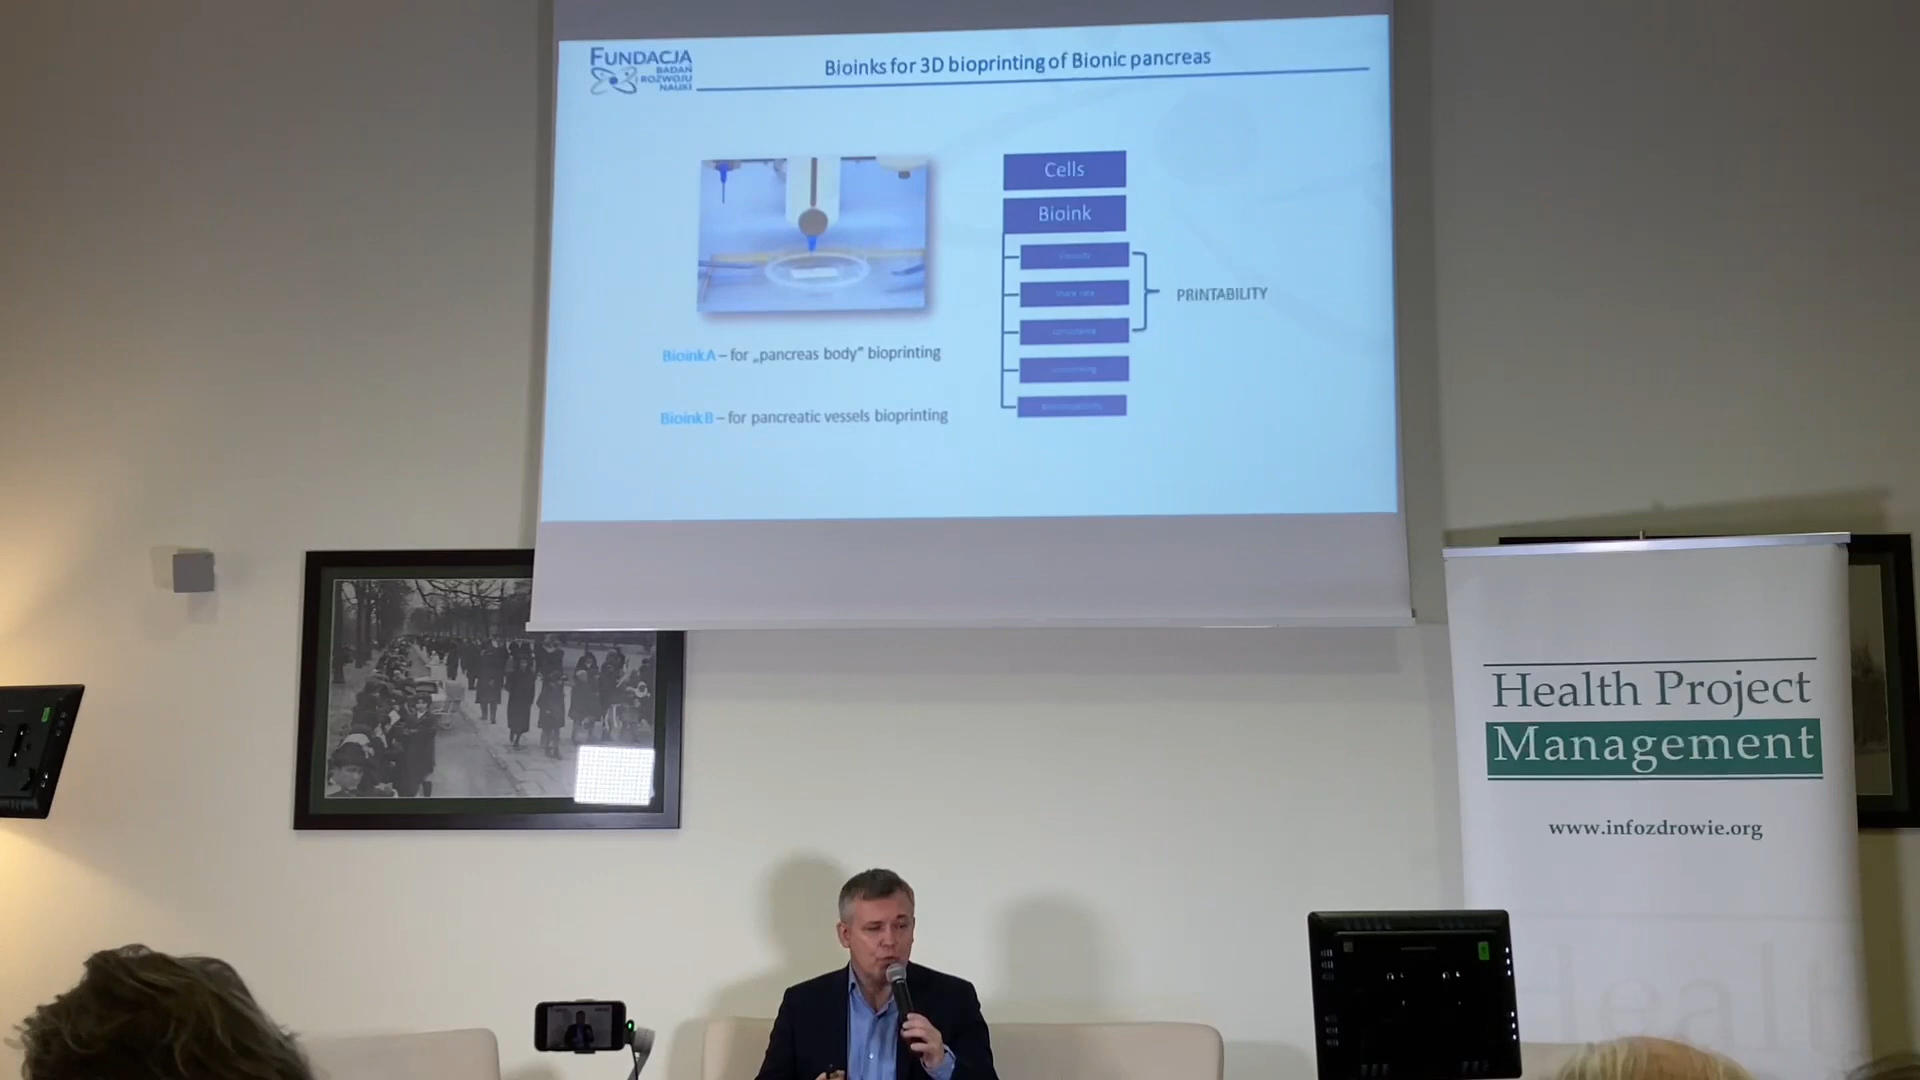 FUNDACJA
BADAŃ
I ROZWOJU
NAUKI
Bioinks for 3D bioprinting of Bionic pancreas
Cells
Bioink
PRINTABILITY
BioinkA – for „pancreas body” bioprinting
BioinkB – for pancreatic vessels bioprinting
Health Project
Management
www.infozdrowie.org